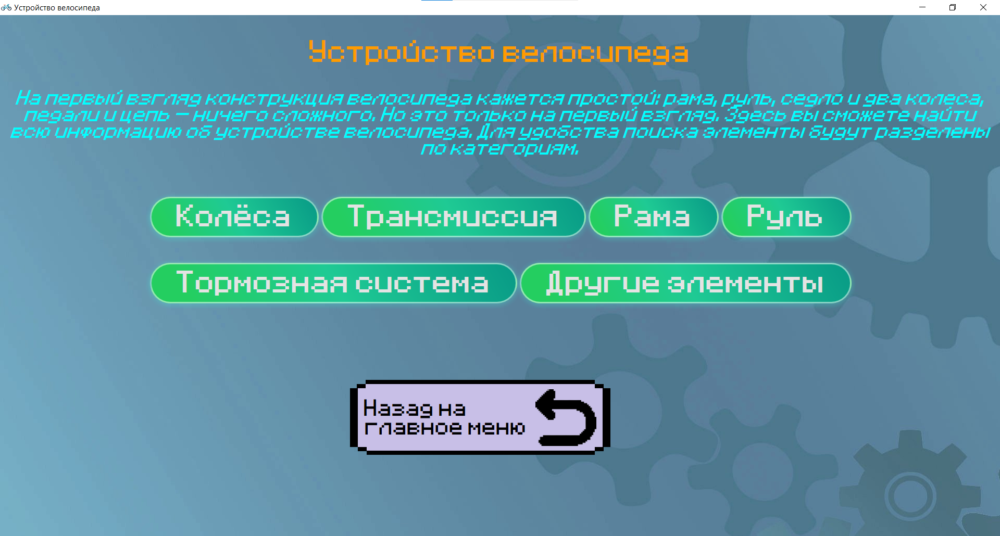 Устройство велосипеда
Устройство велосипеда
На первый взгляд конструкция велосипеда кажется простой: рама, руль, седло и два колеса,
педали и цепь – ничего сложного. Но это только на первый взгляд. Здесь вы сможете найти
всю информацию об устройстве велосипеда. Для удобства поиска элементы будут разделены
по категориям.
Колёса Трансмиссия Рама Руль
Тормозная система Другие элементы
Назад на
главное меню